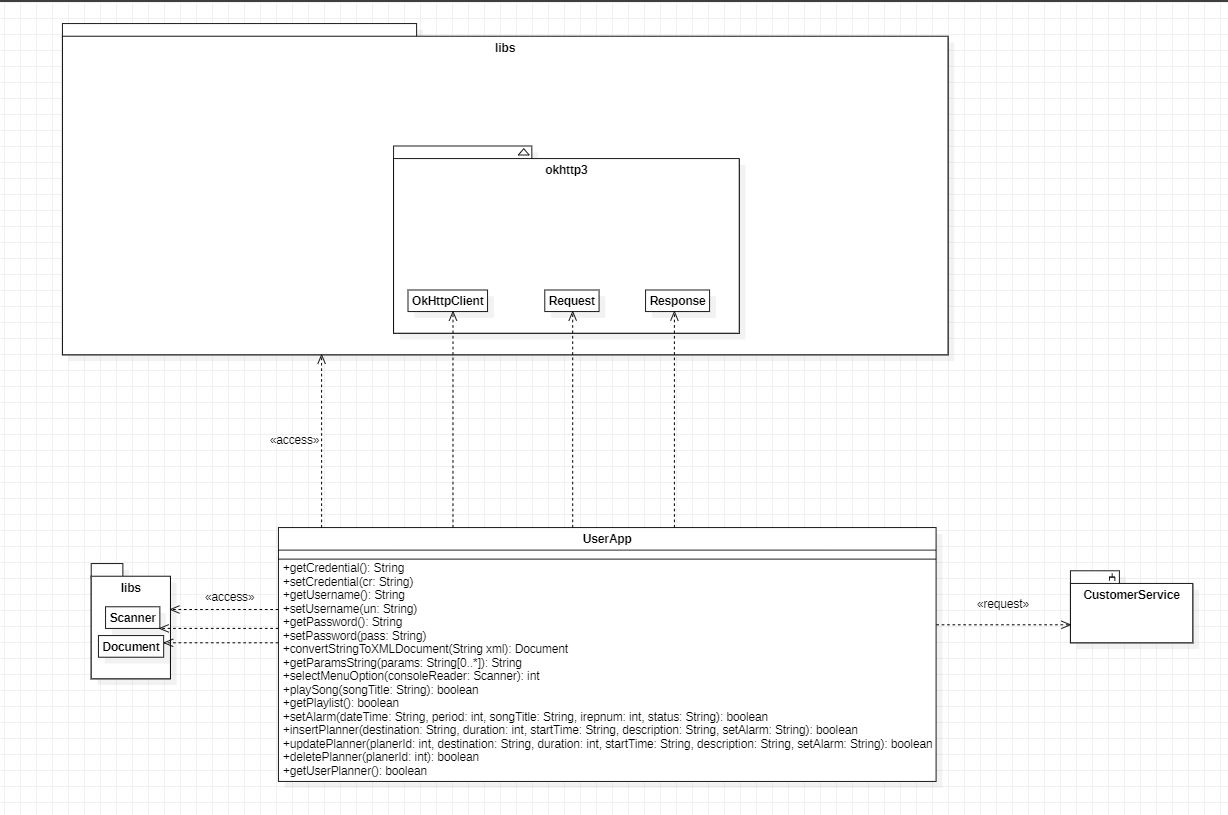 libs
okhttp3
OkHttpClient
Request
Response
«access»
UserApp
+getCredential(): String
+setCredential(cr: String)
+getUsername(): String
+setUsername(un: String)
+getPassword(): String
+setPassword(pass: String)
+convertStringToXMLDocument(String xml): Document
+getParamsString(params: String[0..*]): String
+selectMenuOption(consoleReader: Scanner): int
+playSong(songTitle: String): boolean
+getPlaylist(): boolean
+setAlarm(dateTime: String, period: int, songTitle: String, irepnum: int, status: String): boolean
+insertPlanner(destination: String, duration: int, startTime: String, description: String, setAlarm: String): boolean
+updatePlanner(planerId: int, destination: String, duration: int, startTime: String, description: String, setAlarm: String): boolean
+deletePlanner(planerId: int): boolean
+getUserPlanner(): boolean
libs
Scanner
Document
«access»
«request»
CustomerService